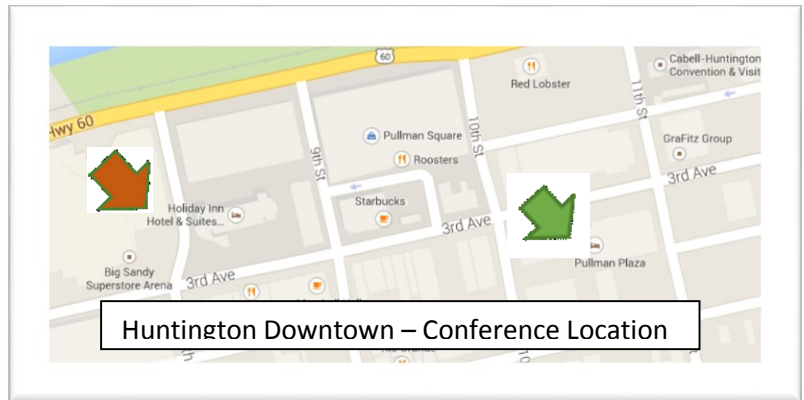 60
Cabell-Huntington
Convention & Visit
Red Lobster
11th St
Hwy 60
10th St
Pullman Square
GraFitz Group
9th St
Roosters
3rd Ave
Starbucks
Holiday Inn
Hotel & Suites...
3rd Ave
Pullman Plaza
Big Sandy
Superstore Arena
3rd Ave
Huntington Downtown – Conference Location